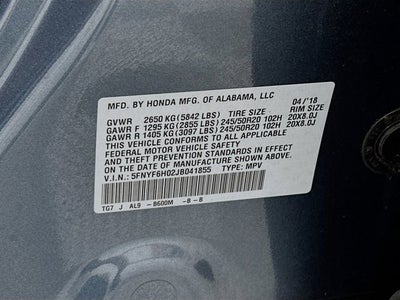 MFD. BY HONDA MFG. OF ALABAMA, LLC 04/'18
GVWR 2650 KG(5842 LBS) TIRE SIZE RIM SIZE
GAWR F 1295 KG(2855 LBS) 245/50R20 102H 20X8.0J
GAWR R 1405 KG(3097 LBS) 245/50R20 102H 20X8.0J
THIS VEHICLE CONFORMS TO ALL APPLICABLE
FEDERAL MOTOR VEHICLE SAFETY
AND THEFT PREVENTION STANDARDS IN EFFECT
ON THE DATE OF MANUFACTURE SHOWN ABOVE.
V.I.N.: 5FNYF6H02JB041855 TYPE: MPV
TG7 J AL9 -B600M -B -B